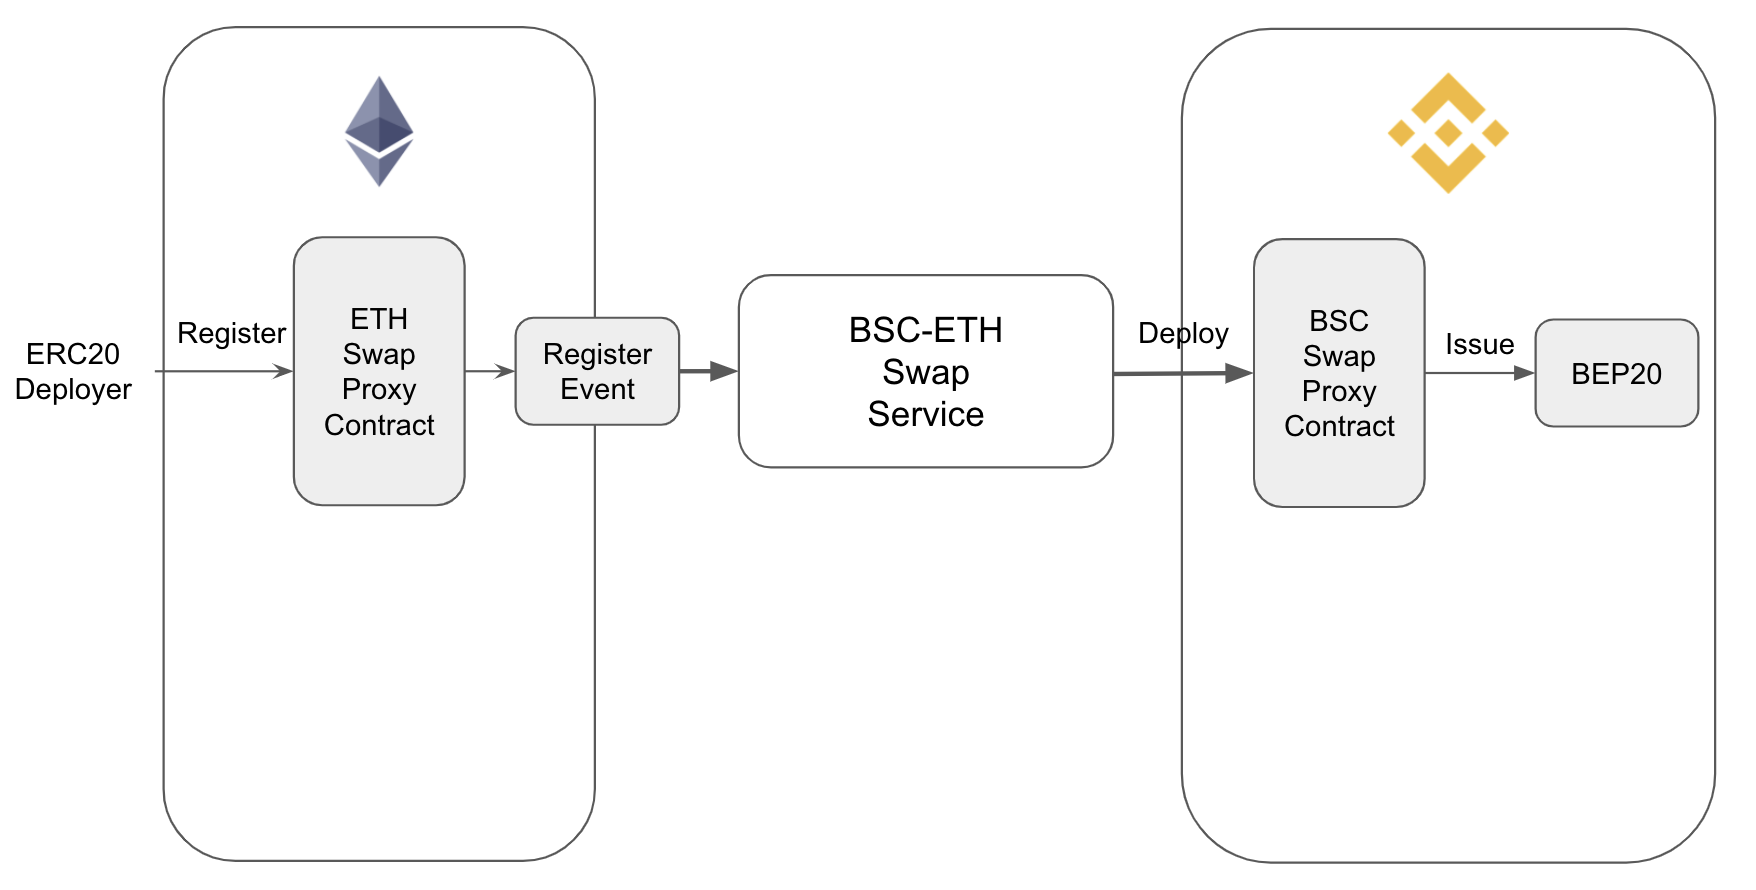 ERC20
Deployer
Register
ETH
Swap
Proxy
Contract
Register
Event
BSC-ETH
Swap
Service
Deploy
BSC
Swap
Proxy
Contract
Issue
BEP20